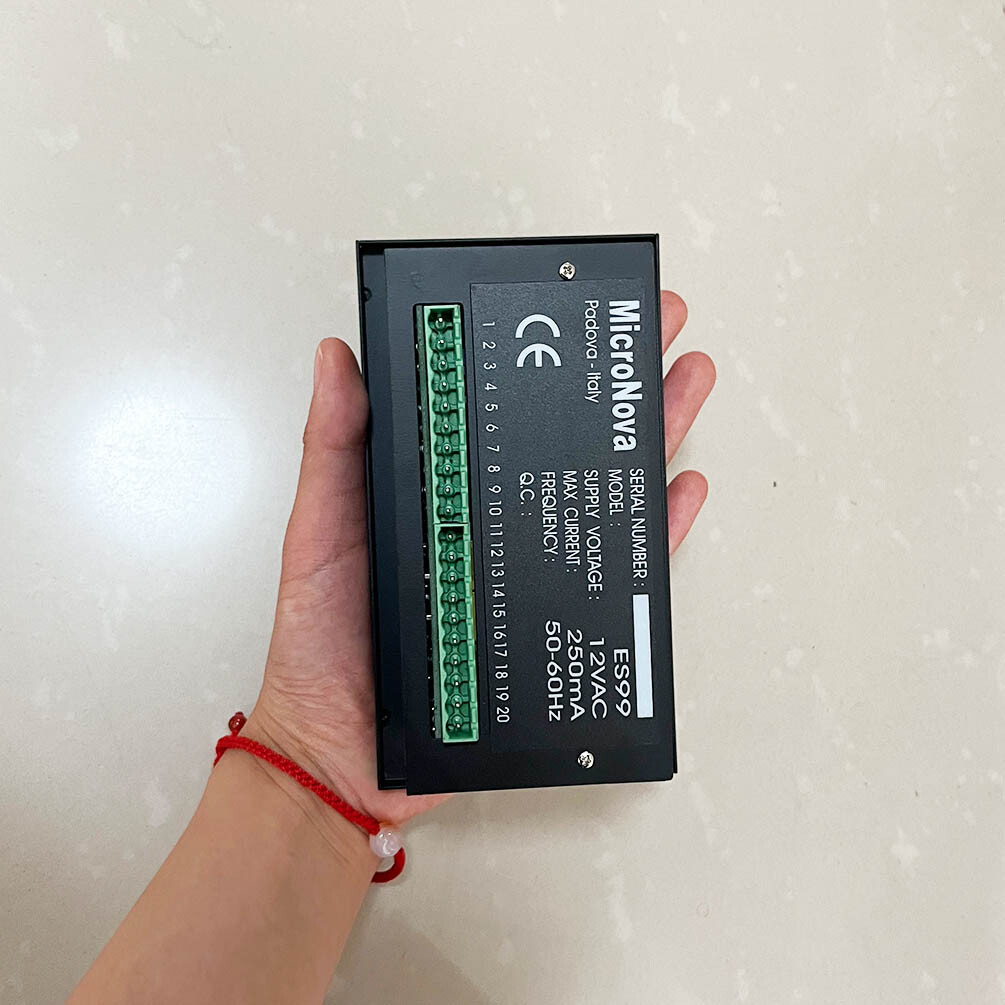 MicroNova
Padova - Italy
CE
SERIAL NUMBER :
MODEL : ES99
SUPPLY VOLTAGE : 12VAC
MAX CURRENT : 250mA
FREQUENCY : 50-60Hz
Q.C. :
1 2 3 4 5 6 7 8 9 10 11 12 13 14 15 16 17 18 19 20